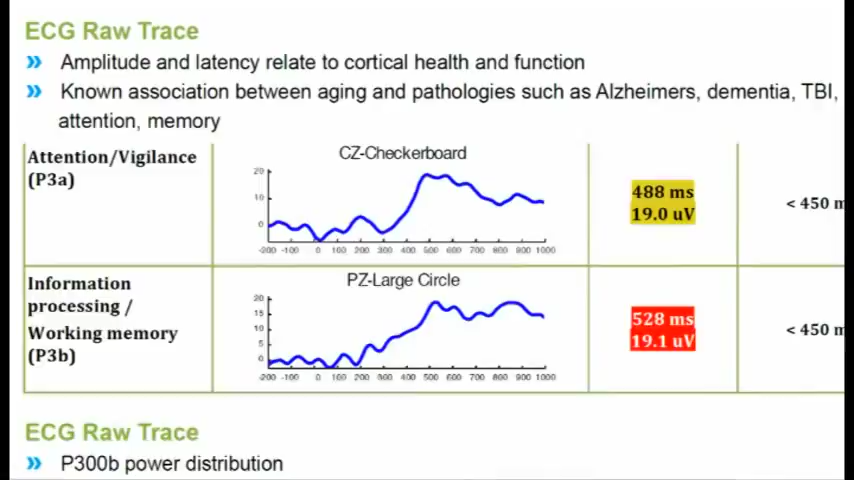 ECG Raw Trace
» Amplitude and latency relate to cortical health and function
» Known association between aging and pathologies such as Alzheimers, dementia, TBI,
attention, memory
Attention/Vigilance
(P3a)
CZ-Checkerboard
20
10
0
-200 -100 0 100 200 300 400 500 600 700 800 900 1000
488 ms
19.0 uV
< 450 m
Information
processing /
Working memory
(P3b)
PZ-Large Circle
20
15
10
5
0
-200 -100 0 100 200 300 400 500 600 700 800 900 1000
528 ms
19.1 uV
< 450 m
ECG Raw Trace
» P300b power distribution